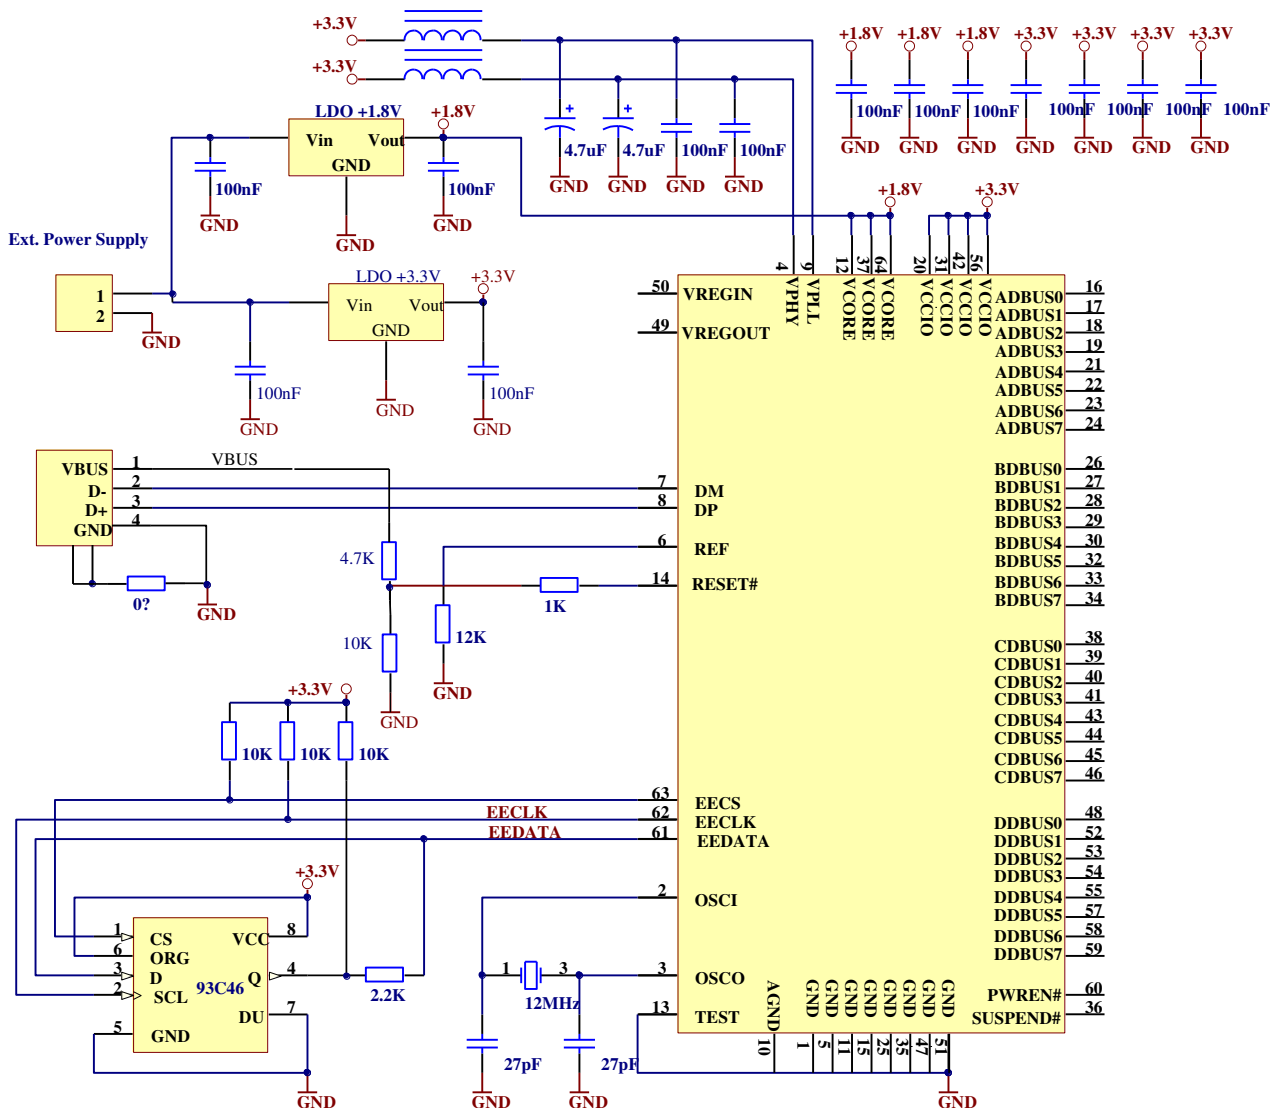 +3.3V
+3.3V
4.7uF
4.7uF
100nF
100nF
GND
GND
GND
GND
+1.8V
+1.8V
+1.8V
+3.3V
+3.3V
+3.3V
+3.3V
100nF
100nF
100nF
100nF
100nF
100nF
100nF
GND
GND
GND
GND
GND
GND
GND
LDO +1.8V
Vin
Vout
GND
+1.8V
100nF
100nF
GND
GND
GND
Ext. Power Supply
1
2
GND
LDO +3.3V
Vin
Vout
GND
+3.3V
100nF
100nF
GND
GND
GND
+1.8V
+3.3V
4
9
12
37
64
20
31
42
56
VPHY
VPLL
VCORE
VCORE
VCORE
VCCIO
VCCIO
VCCIO
VCCIO
50
VREGIN
49
VREGOUT
VBUS
D-
D+
GND
1
2
3
4
VBUS
0?
GND
7
DM
8
DP
6
REF
14
RESET#
4.7K
1K
10K
12K
GND
GND
+3.3V
10K
10K
10K
63
EECS
EECLK
62
EECLK
EEDATA
61
EEDATA
+3.3V
1
CS
6
ORG
3
D
2
SCL
5
GND
93C46
VCC
8
Q
4
DU
7
2.2K
GND
2
OSCI
1
3
12MHz
3
OSCO
13
TEST
27pF
27pF
GND
GND
AGND
GND
GND
GND
GND
GND
GND
GND
GND
10
1
5
11
15
25
35
47
51
GND
ADBUS0 16
ADBUS1 17
ADBUS2 18
ADBUS3 19
ADBUS4 21
ADBUS5 22
ADBUS6 23
ADBUS7 24
BDBUS0 26
BDBUS1 27
BDBUS2 28
BDBUS3 29
BDBUS4 30
BDBUS5 32
BDBUS6 33
BDBUS7 34
CDBUS0 38
CDBUS1 39
CDBUS2 40
CDBUS3 41
CDBUS4 43
CDBUS5 44
CDBUS6 45
CDBUS7 46
DDBUS0 48
DDBUS1 52
DDBUS2 53
DDBUS3 54
DDBUS4 55
DDBUS5 57
DDBUS6 58
DDBUS7 59
PWREN# 60
SUSPEND# 36